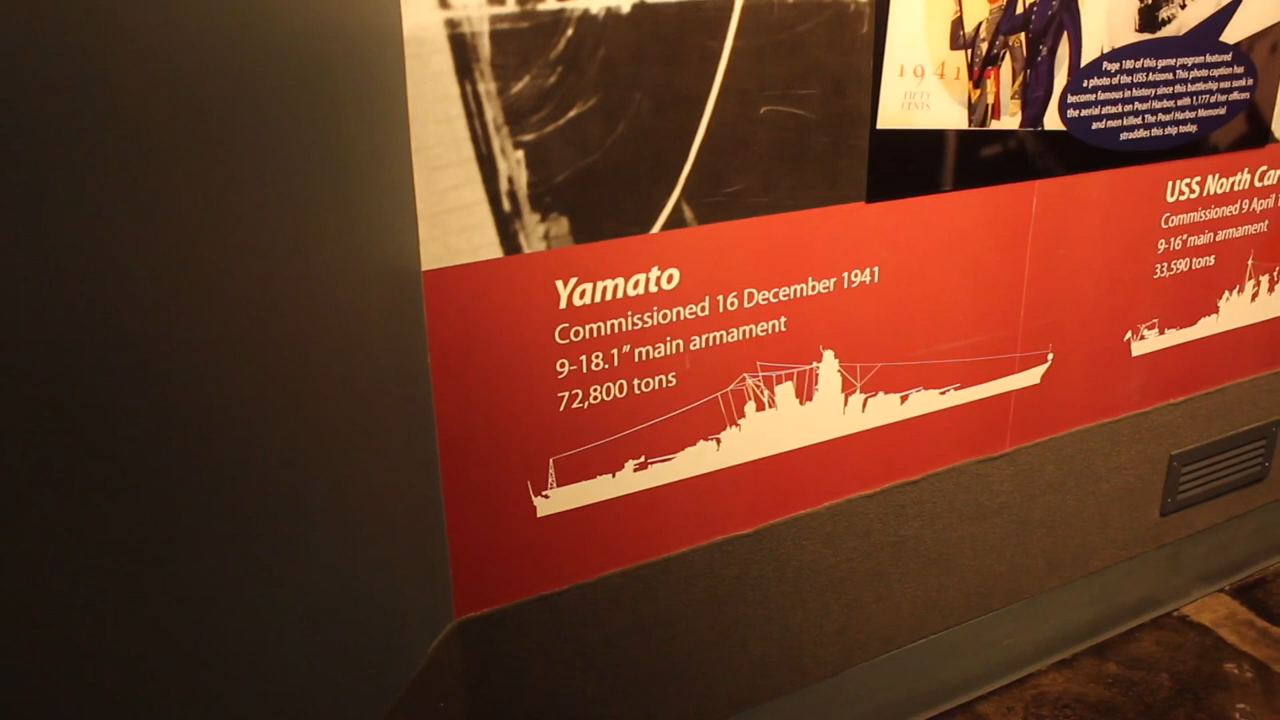 1941
FIFTY
CENTS
Page 180 of this game program featured
a photo of the USS Arizona. This photo caption has
become famous in history since this battleship was sunk in
the aerial attack on Pearl Harbor, with 1,177 of her officers
and men killed. The Pearl Harbor Memorial
straddles this ship today.
Yamato
Commissioned 16 December 1941
9-18.1" main armament
72,800 tons
USS North Car
Commissioned 9 April 1
9-16" main armament
33,590 tons